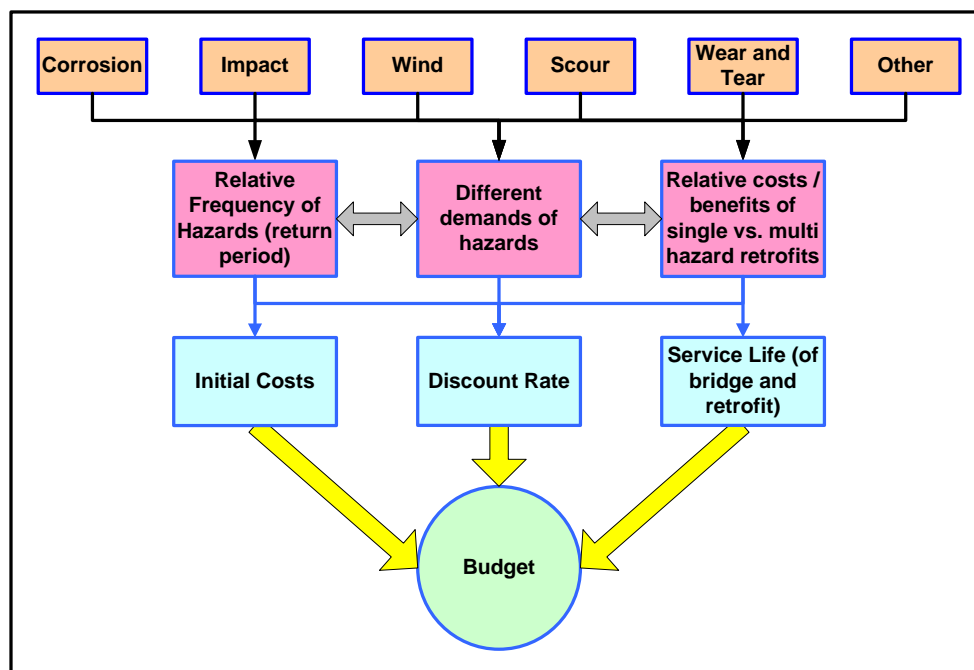 Corrosion
Impact
Wind
Scour
Wear and
Tear
Other
Relative
Frequency of
Hazards (return
period)
Different
demands of
hazards
Relative costs /
benefits of
single vs. multi
hazard retrofits
Initial Costs
Discount Rate
Service Life (of
bridge and
retrofit)
Budget